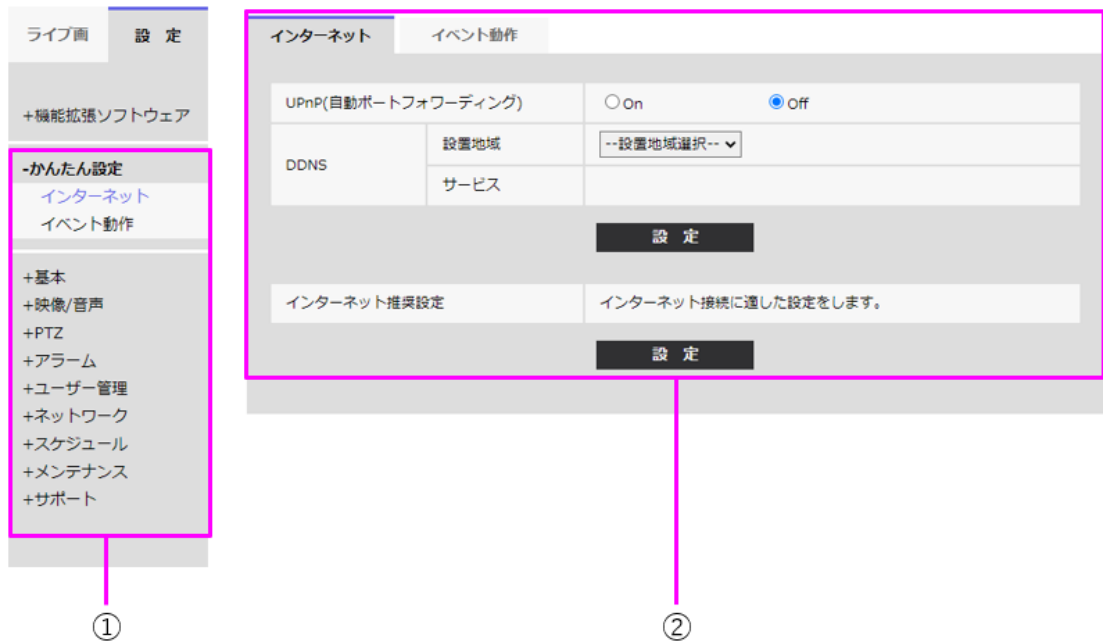 ライブ画 設 定
+機能拡張ソフトウェア
-かんたん設定
インターネット
イベント動作
+基本
+映像/音声
+PTZ
+アラーム
+ユーザー管理
+ネットワーク
+スケジュール
+メンテナンス
+サポート
①
インターネット イベント動作
UPnP(自動ポートフォワーディング) On Off
DDNS 設置地域 --設置地域選択--
サービス
設 定
インターネット推奨設定 インターネット接続に適した設定をします。
設 定
②